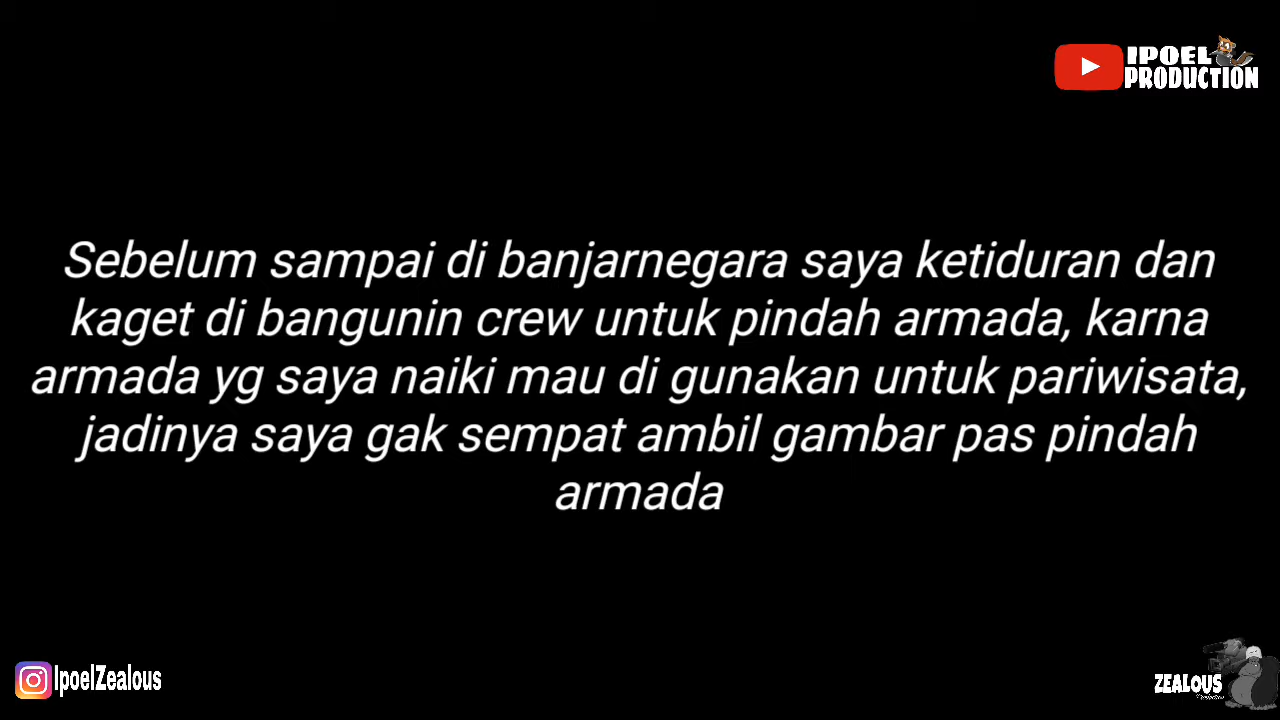 IPOEL
PRODUCTION
Sebelum sampai di banjarnegara saya ketiduran dan
kaget di bangunin crew untuk pindah armada, karna
armada yg saya naiki mau di gunakan untuk pariwisata,
jadinya saya gak sempat ambil gambar pas pindah
armada
IpoelZealous
ZEALOUS
Production